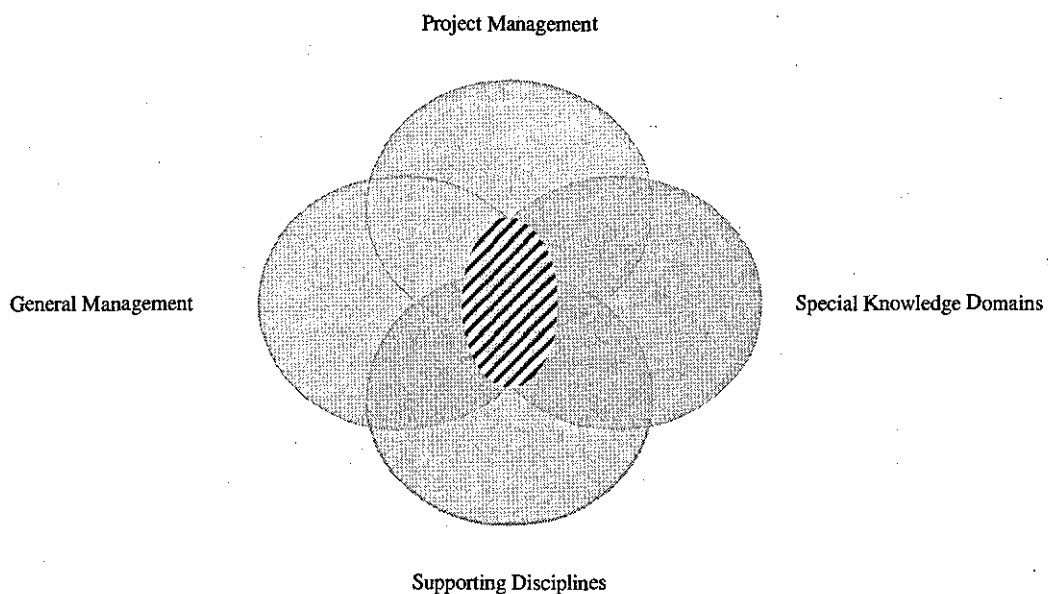 Project Management
General Management
Special Knowledge Domains
Supporting Disciplines